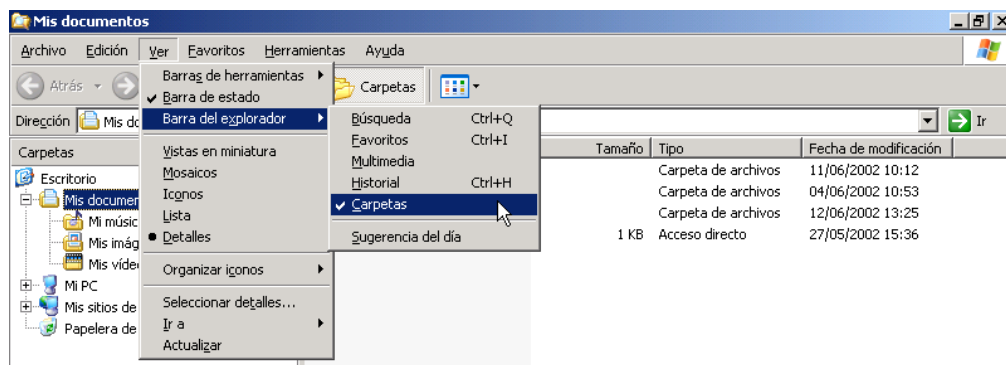 Mis documentos
Archivo Edición Ver Favoritos Herramientas Ayuda
Atrás Carpetas
Dirección Mis do Ir
Carpetas
Escritorio
Mis documen
Mi músic
Mis imág
Mis víde
Mi PC
Mis sitios de
Papelera de
Barras de herramientas
Barra de estado
Barra del explorador
Vistas en miniatura
Mosaicos
Iconos
Lista
Detalles
Organizar iconos
Seleccionar detalles...
Ir a
Actualizar
Búsqueda Ctrl+Q
Favoritos Ctrl+I
Multimedia
Historial Ctrl+H
Carpetas
Sugerencia del día
Tamaño Tipo Fecha de modificación
Carpeta de archivos 11/06/2002 10:12
Carpeta de archivos 04/06/2002 10:53
Carpeta de archivos 12/06/2002 13:25
1 KB Acceso directo 27/05/2002 15:36